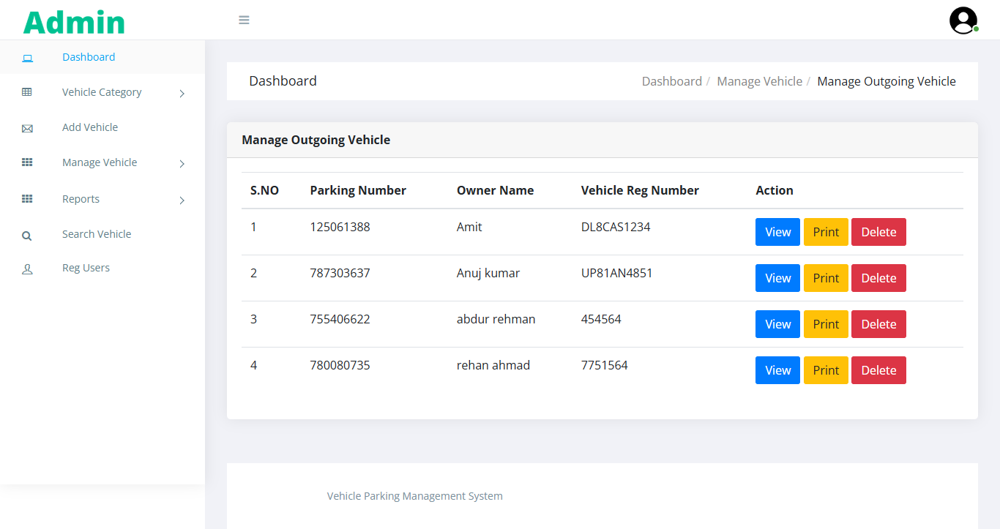 Admin
Dashboard
Vehicle Category
Add Vehicle
Manage Vehicle
Reports
Search Vehicle
Reg Users
Dashboard
Dashboard / Manage Vehicle / Manage Outgoing Vehicle
Manage Outgoing Vehicle
S.NO Parking Number Owner Name Vehicle Reg Number Action
1 125061388 Amit DL8CAS1234 View Print Delete
2 787303637 Anuj kumar UP81AN4851 View Print Delete
3 755406622 abdur rehman 454564 View Print Delete
4 780080735 rehan ahmad 7751564 View Print Delete
Vehicle Parking Management System